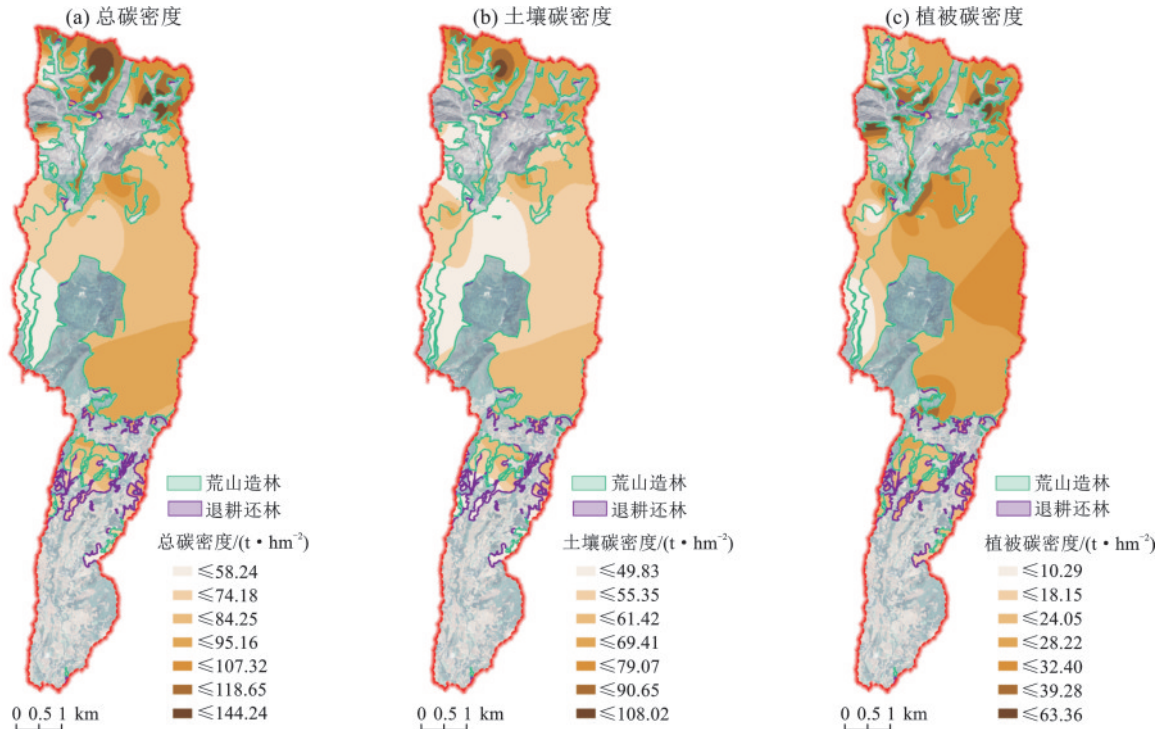 (a) 总碳密度
荒山造林
退耕还林
总碳密度/(t·hm⁻²)
≤58.24
≤74.18
≤84.25
≤95.16
≤107.32
≤118.65
≤144.24
0 0.5 1 km
(b) 土壤碳密度
荒山造林
退耕还林
土壤碳密度/(t·hm⁻²)
≤49.83
≤55.35
≤61.42
≤69.41
≤79.07
≤90.65
≤108.02
0 0.5 1 km
(c) 植被碳密度
荒山造林
退耕还林
植被碳密度/(t·hm⁻²)
≤10.29
≤18.15
≤24.05
≤28.22
≤32.40
≤39.28
≤63.36
0 0.5 1 km